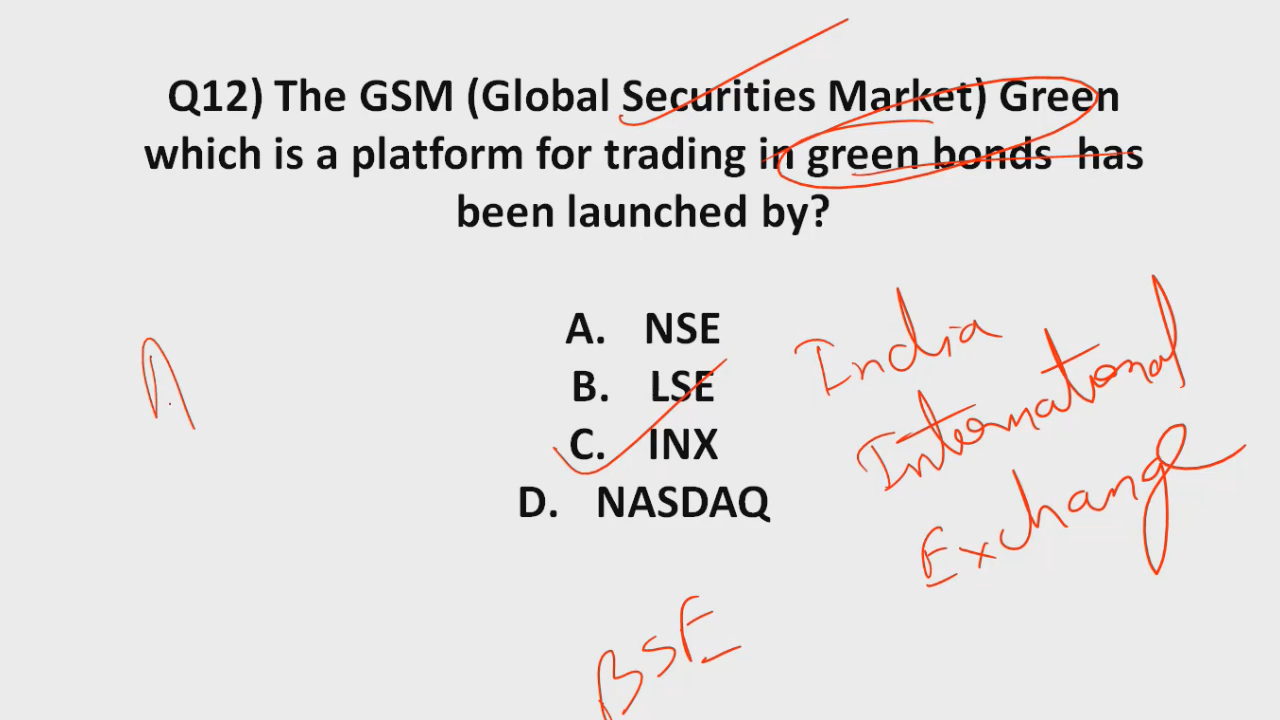 Q12) The GSM (Global Securities Market) Green
which is a platform for trading in green bonds has
been launched by?
A. NSE
B. LSE
C. INX
D. NASDAQ
India
International
Exchange
BSE